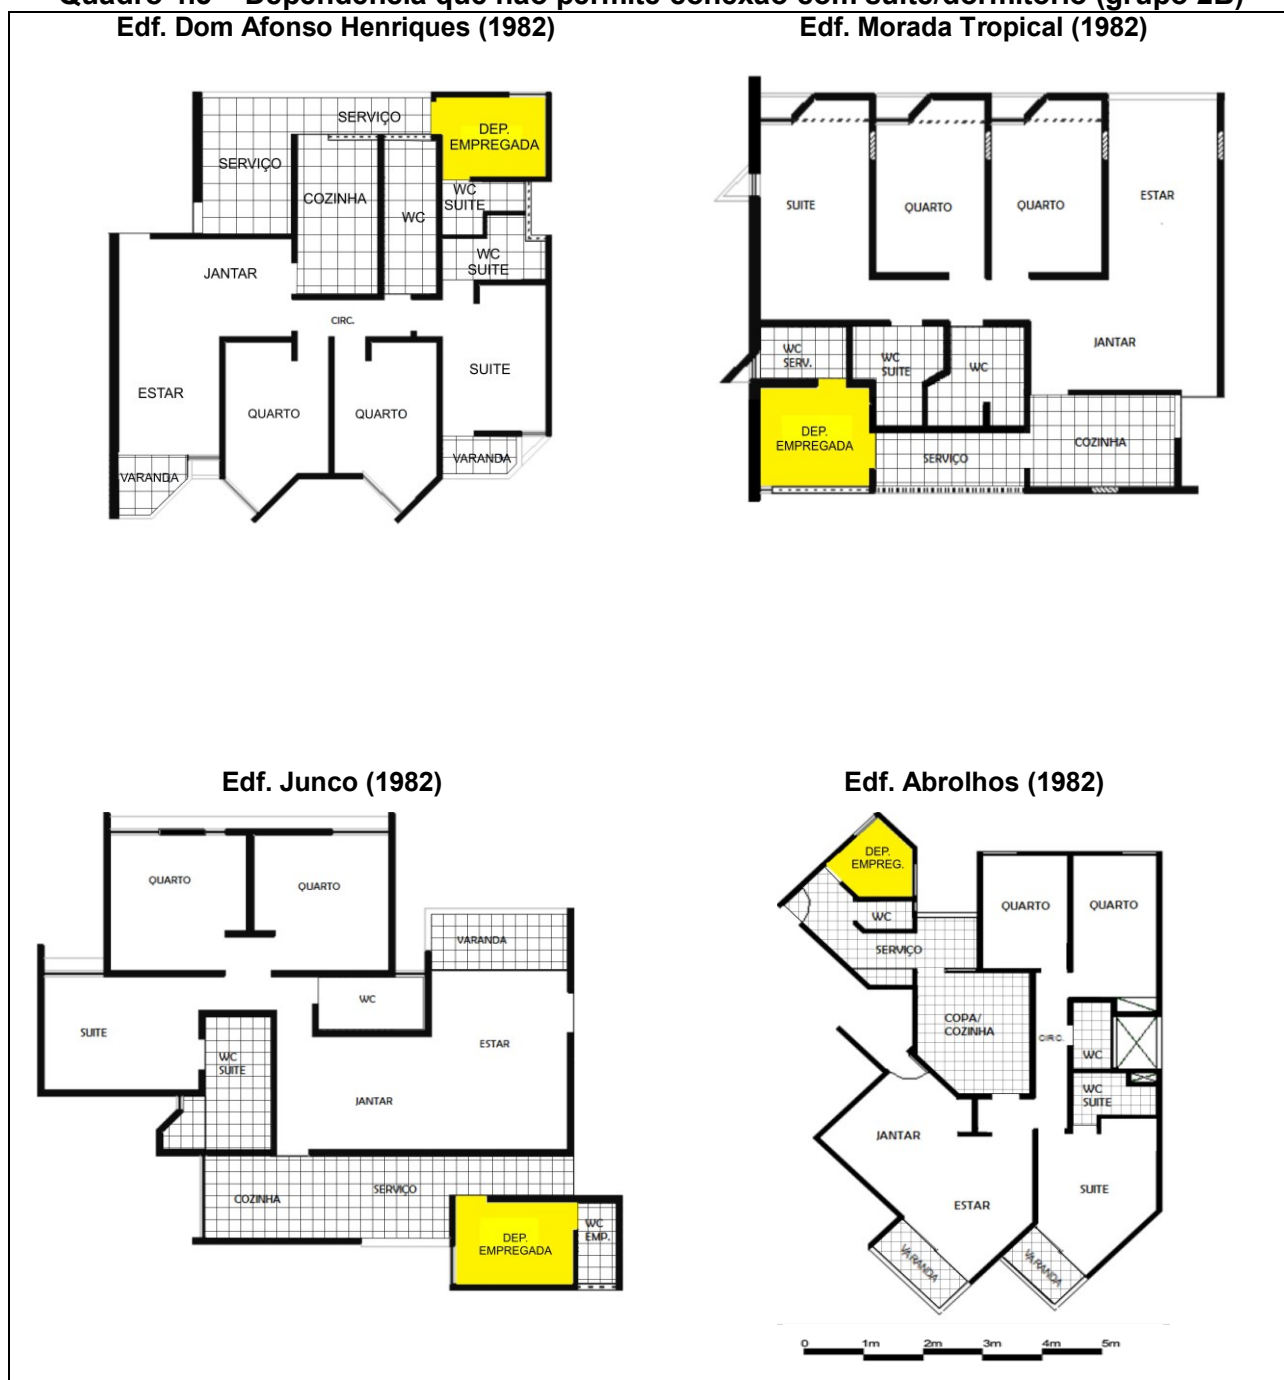 Quadro 4.3 – Dependência que não permite conexão com suíte/dormitório (grupo 2B)
Edf. Dom Afonso Henriques (1982)
SERVIÇO
DEP.
EMPREGADA
SERVIÇO
COZINHA
WC
WC
SUITE
WC
SUITE
JANTAR
CIRC.
SUITE
ESTAR
QUARTO
QUARTO
VARANDA
VARANDA
Edf. Morada Tropical (1982)
SUITE
QUARTO
QUARTO
ESTAR
WC
SERV.
WC
SUITE
WC
JANTAR
DEP.
EMPREGADA
SERVIÇO
COZINHA
Edf. Junco (1982)
QUARTO
QUARTO
VARANDA
WC
SUITE
WC
SUITE
ESTAR
JANTAR
COZINHA
SERVIÇO
DEP.
EMPREGADA
WC
EMP.
Edf. Abrolhos (1982)
DEP.
EMPREG.
WC
SERVIÇO
QUARTO
QUARTO
COPA/
COZINHA
CIRC.
WC
WC
SUITE
JANTAR
ESTAR
SUITE
VARANDA
VARANDA
0 1m 2m 3m 4m 5m